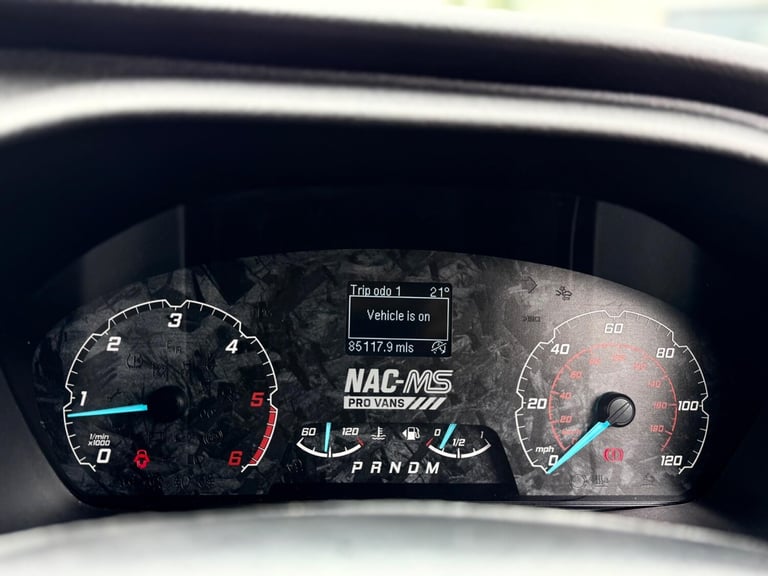 Trip odo 1 21°
Vehicle is on
85117.9 mls
NAC-MS
PRO VANS
0 1 2 3 4 5 6
1/min
x1000
60 120
0 1/2 1
P R N D M
0 20 40 60 80 100 120
mph